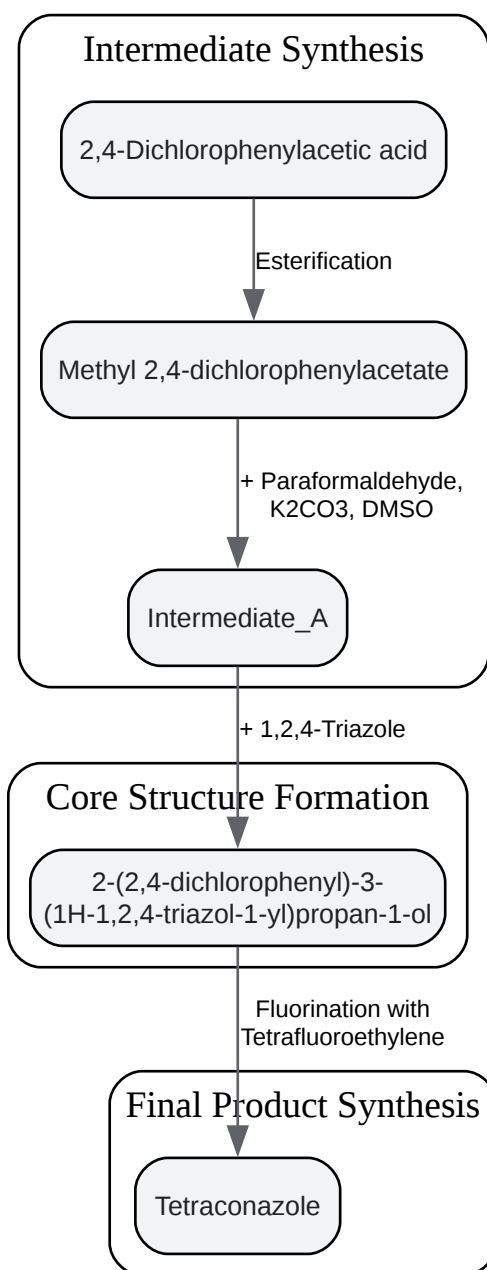 Intermediate Synthesis
2,4-Dichlorophenylacetic acid
Esterification
Methyl 2,4-dichlorophenylacetate
+ Paraformaldehyde,
K2CO3, DMSO
Intermediate_A
+ 1,2,4-Triazole
Core Structure Formation
2-(2,4-dichlorophenyl)-3-
(1H-1,2,4-triazol-1-yl)propan-1-ol
Fluorination with
Tetrafluoroethylene
Final Product Synthesis
Tetraconazole